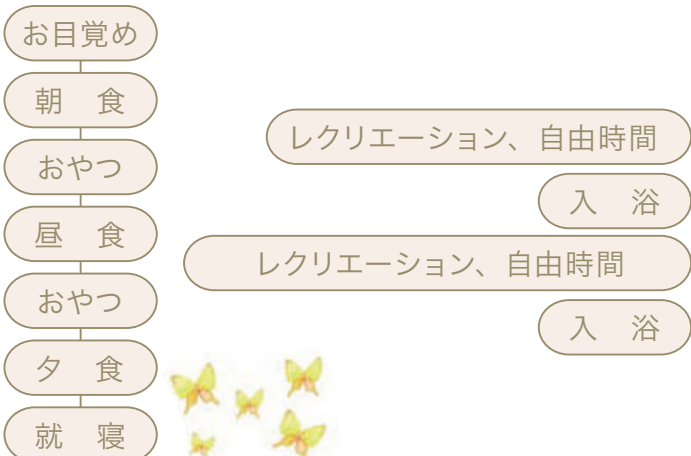 お目覚め
朝　食
おやつ
昼　食
おやつ
夕　食
就　寝
レクリエーション、自由時間
入　浴
レクリエーション、自由時間
入　浴